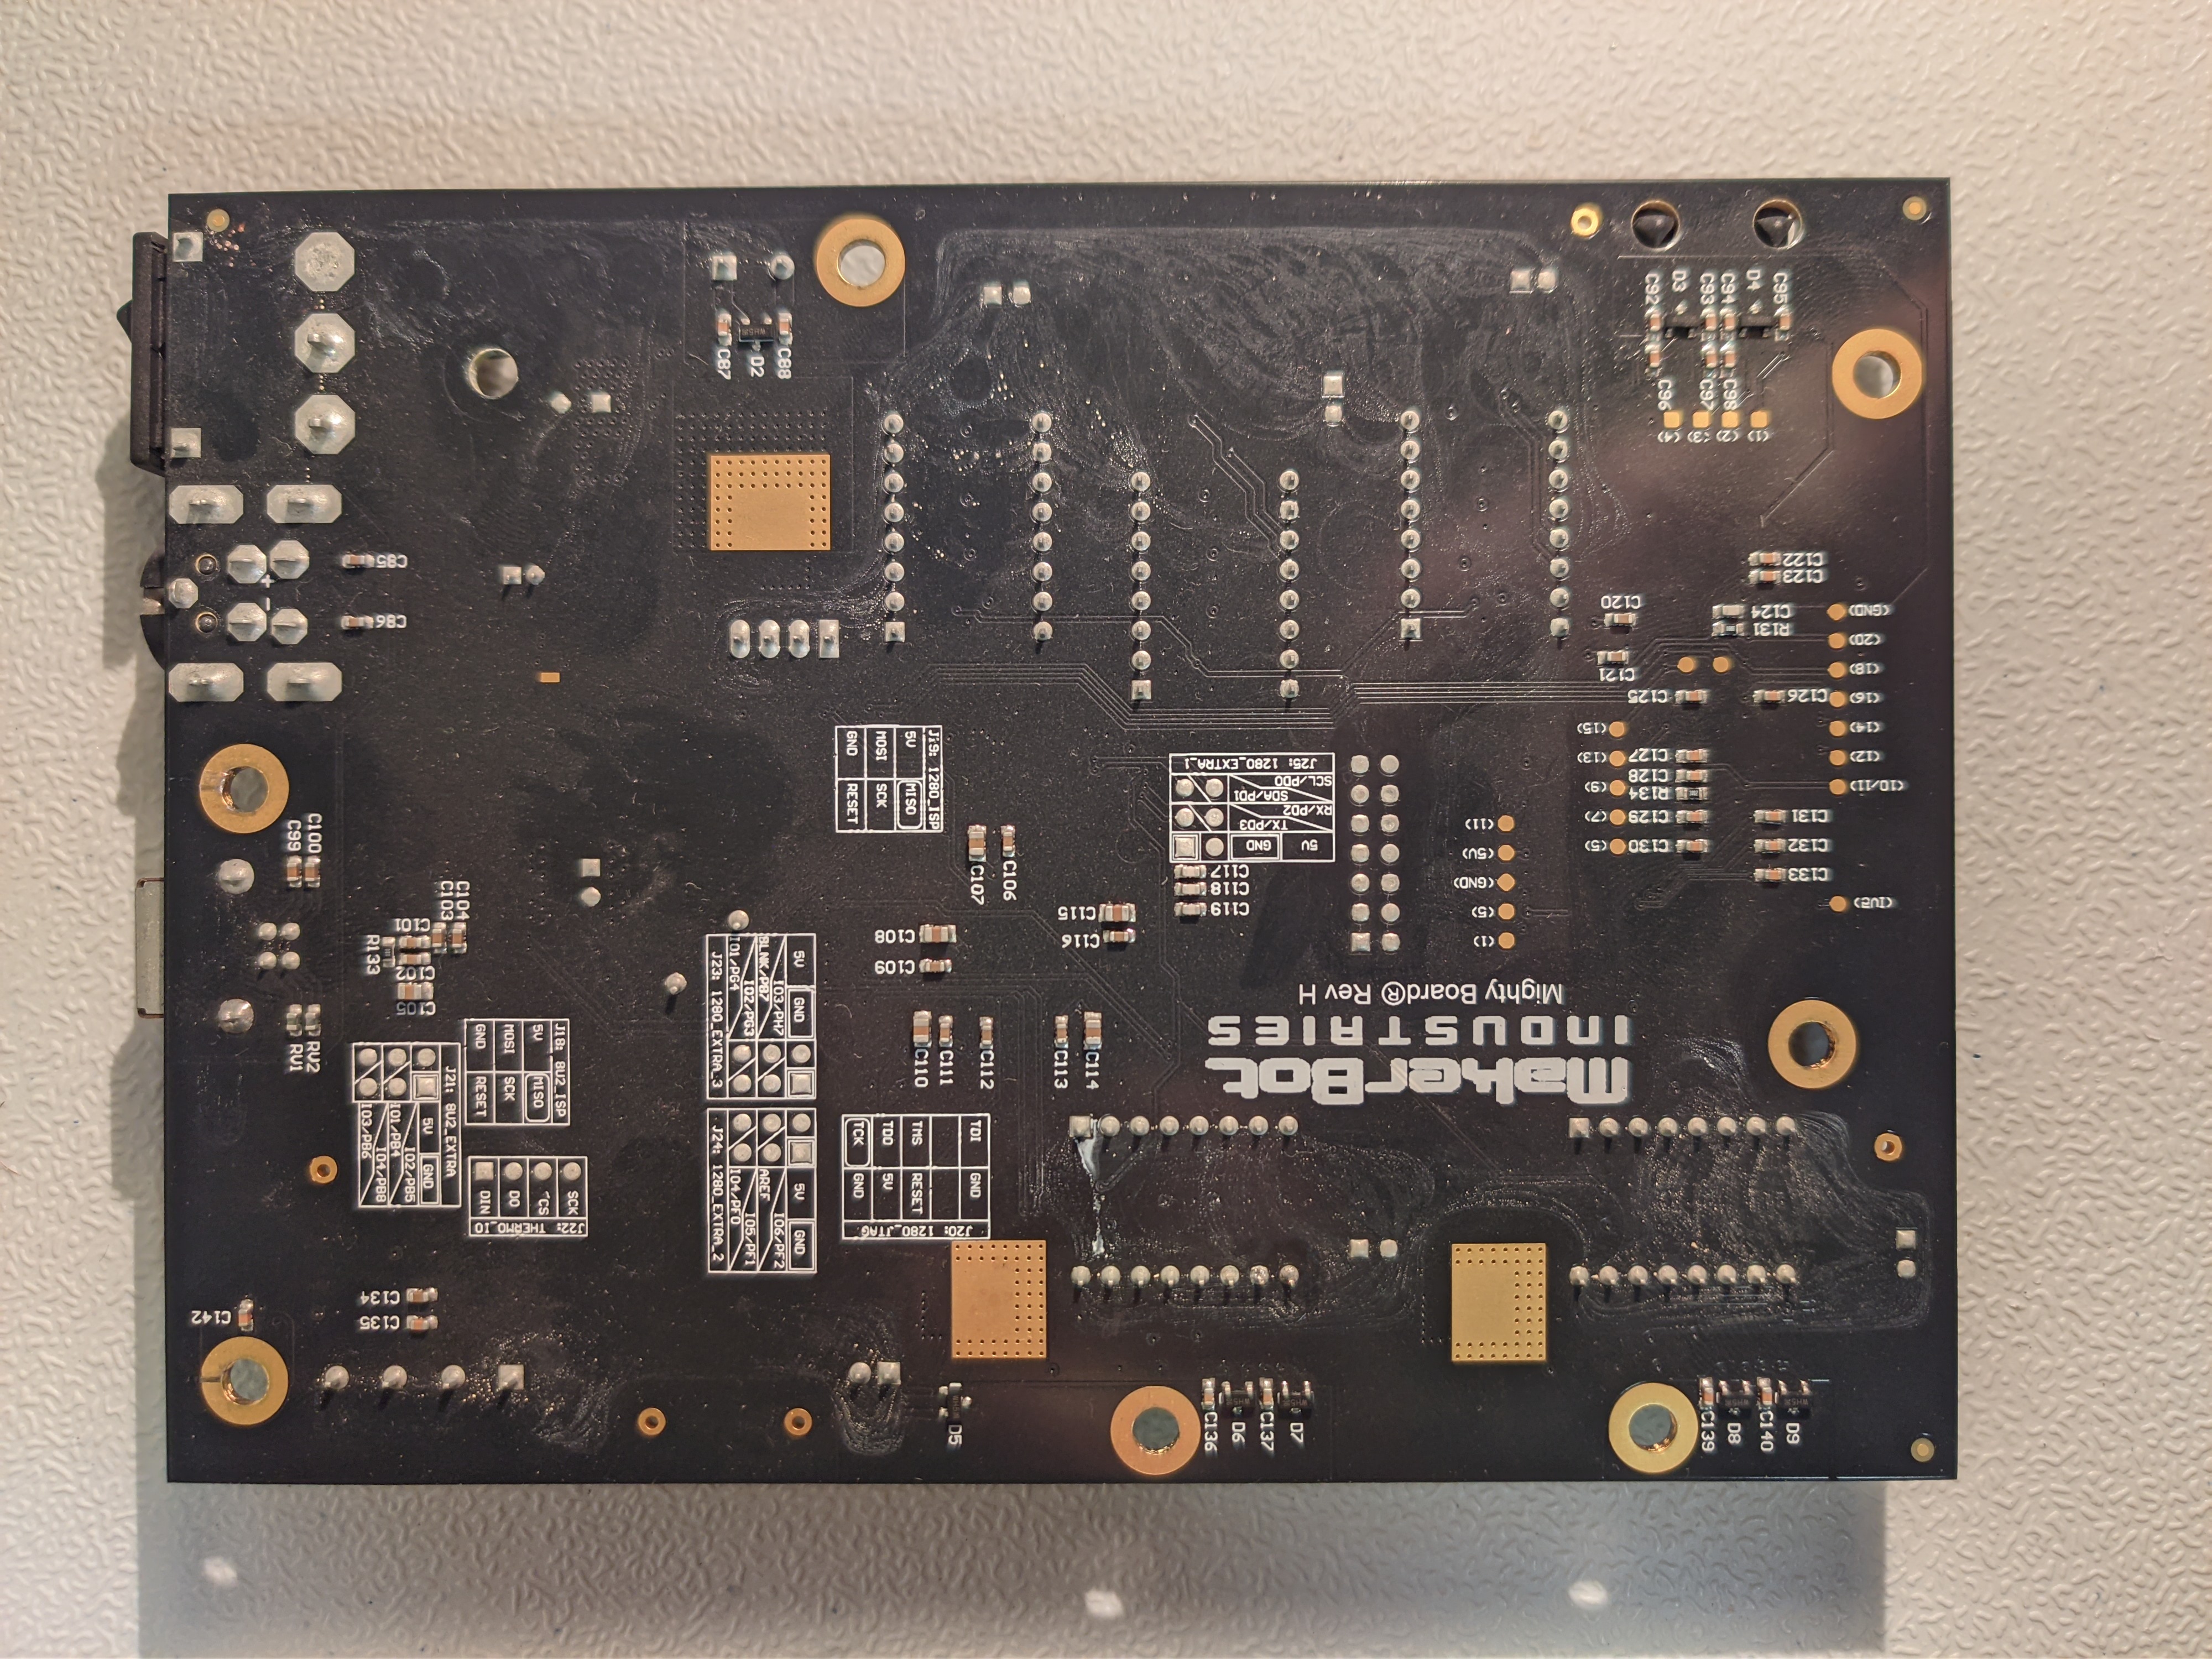 C142
RV1
RV2
C99
C100
- +
C86
C85
C135
C134
IO3/PB6
IO4/PB8
IO1/PB4
IO2/PB5
GND 5V
J21: 8U2_EXTRA
R133
C105
C102
C101
C103
C104
J22: THERMO_IO
DIN
DO
^CS
SCK
RESET GND
SCK MOSI
MISO 5V
J18: 8U2_ISP
J24: 1280_EXTRA_2
IO4/PF0
IO5/PF1
AREF
IO6/PF2
GND 5V
J23: 1280_EXTRA_3
IO1/PG4
IO2/PG3
BLNK/PB7
IO3/PH7
GND 5V
C87
D2
C88
J20: 1280_JTAG
GND TCK
5V TDO
RESET TMS
GND TDI
D5
C110
C111
C112
C109
C108
RESET GND
SCK MOSI
MISO 5V
J19: 1280_ISP
C107
C106
C113
C114
C116
C115
C136
D6
C137
D7
C119
C118
C117
5V GND
TX/PD3
RX/PD2
SDA/PD1
SCL/PD0
J25: 1280_EXTRA_1
MakerBot
INDUSTRIES
Mighty Board® Rev H
(1)
(5)
(GND)
(5V)
(11)
(5)
(7)
(9)
(13)
(15)
C130
C129
R134
C128
C127
C125
C121
C120
C139
D8
C140
D9
C133
C132
C131
C126
R131
C124
C123
C122
(4)
(3)
(2)
(1)
C96
C97
C98
C92
D3
C93
C94
D4
C95
(10/11)
(12)
(14)
(16)
(18)
(20)
(GND)